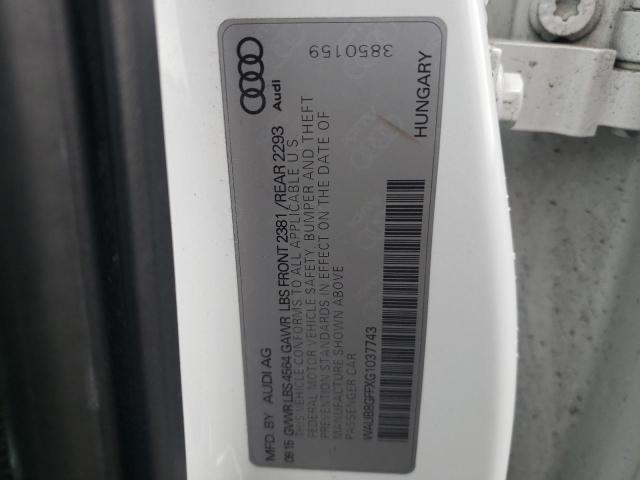 MFD. BY AUDI AG
09 15 GVWR LBS 4564 GAWR LBS FRONT 2381 / REAR 2293
THIS VEHICLE CONFORMS TO ALL APPLICABLE U S
FEDERAL MOTOR VEHICLE SAFETY, BUMPER AND THEFT
PREVENTION STANDARDS IN EFFECT ON THE DATE OF
MANUFACTURE SHOWN ABOVE
PASSENGER CAR
WAUB8GFFXG1037743
HUNGARY
Audi
3850159